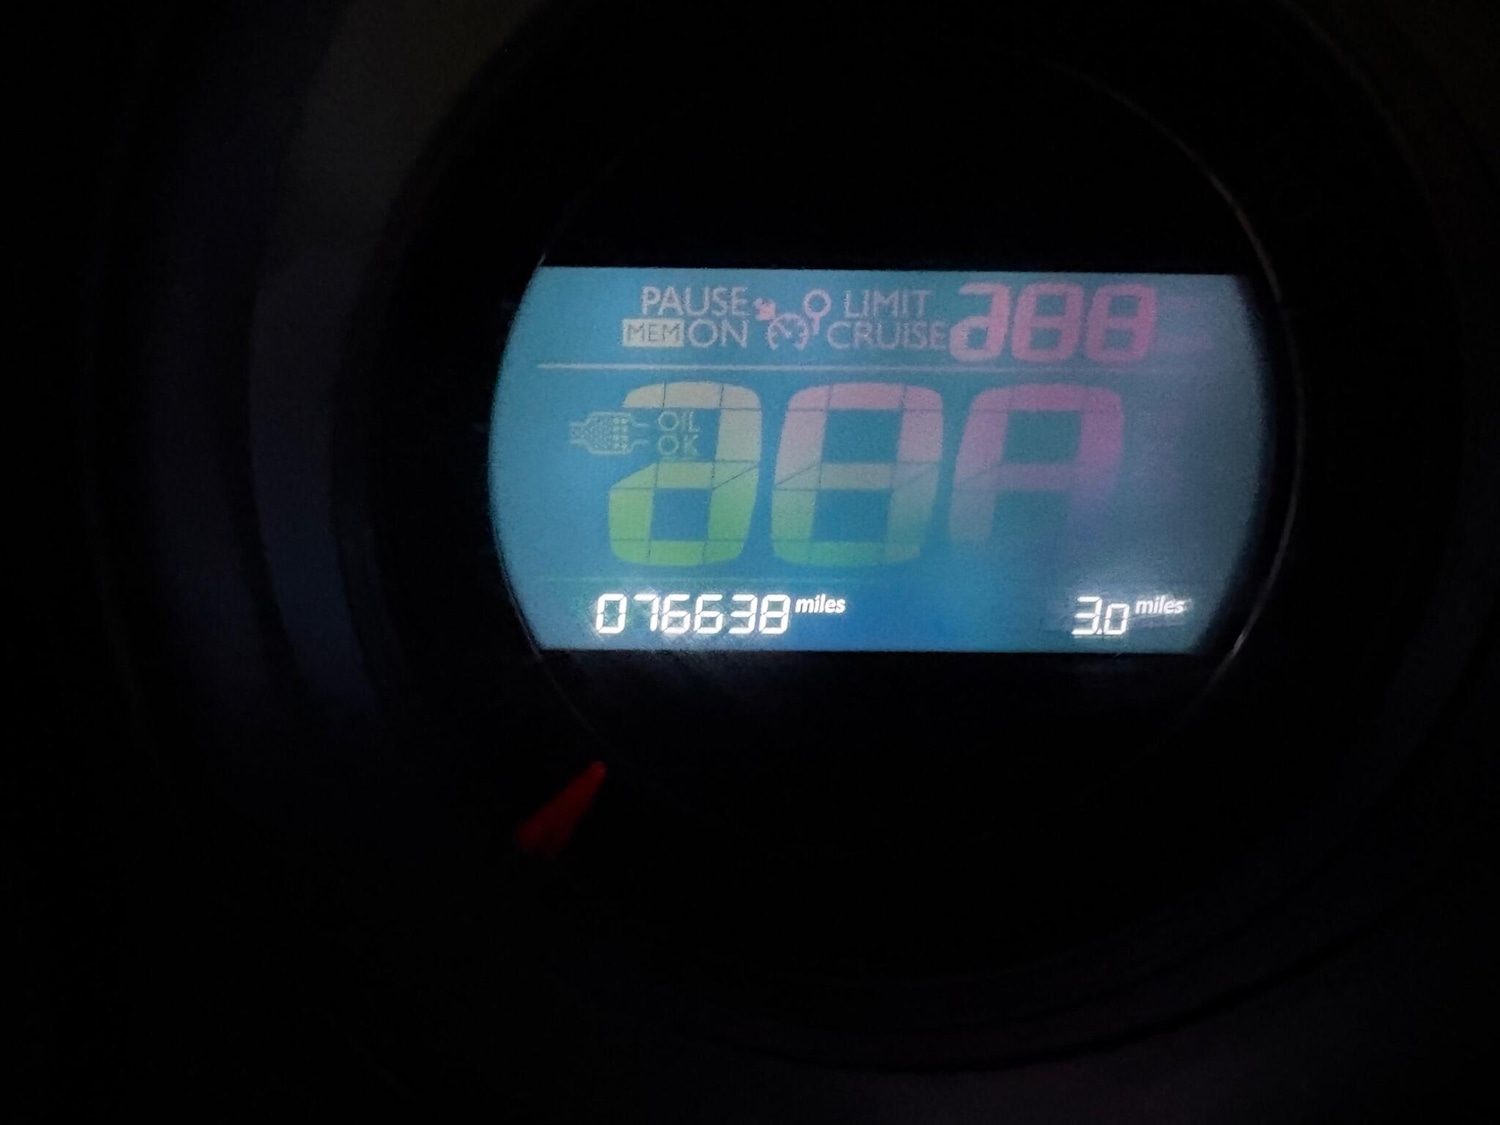 PAUSE LIMIT
MEM ON CRUISE
OIL
OK
076638 miles 3.0 miles